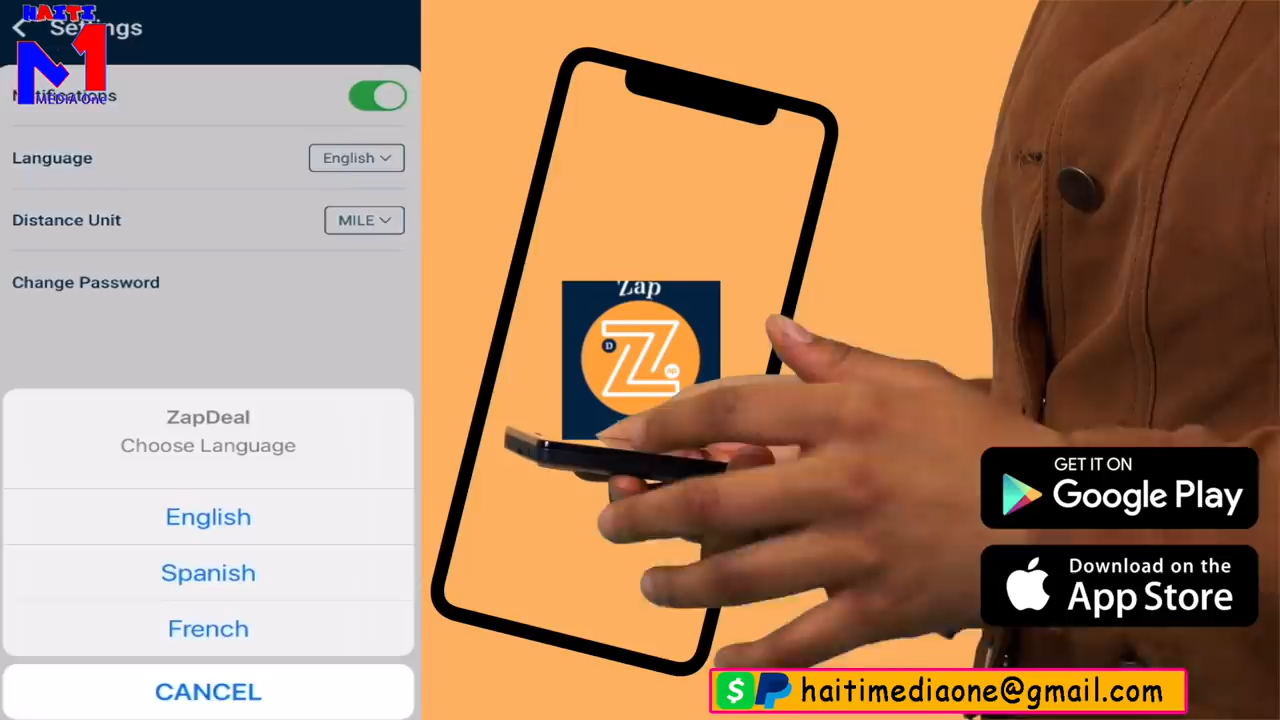 HAITI
M1
MEDIA One
Settings
Notifications
Language
English
Distance Unit
MILE
Change Password
ZapDeal
Choose Language
English
Spanish
French
CANCEL
Zap
D
Z
GET IT ON
Google Play
Download on the
App Store
$ haitimediaone@gmail.com